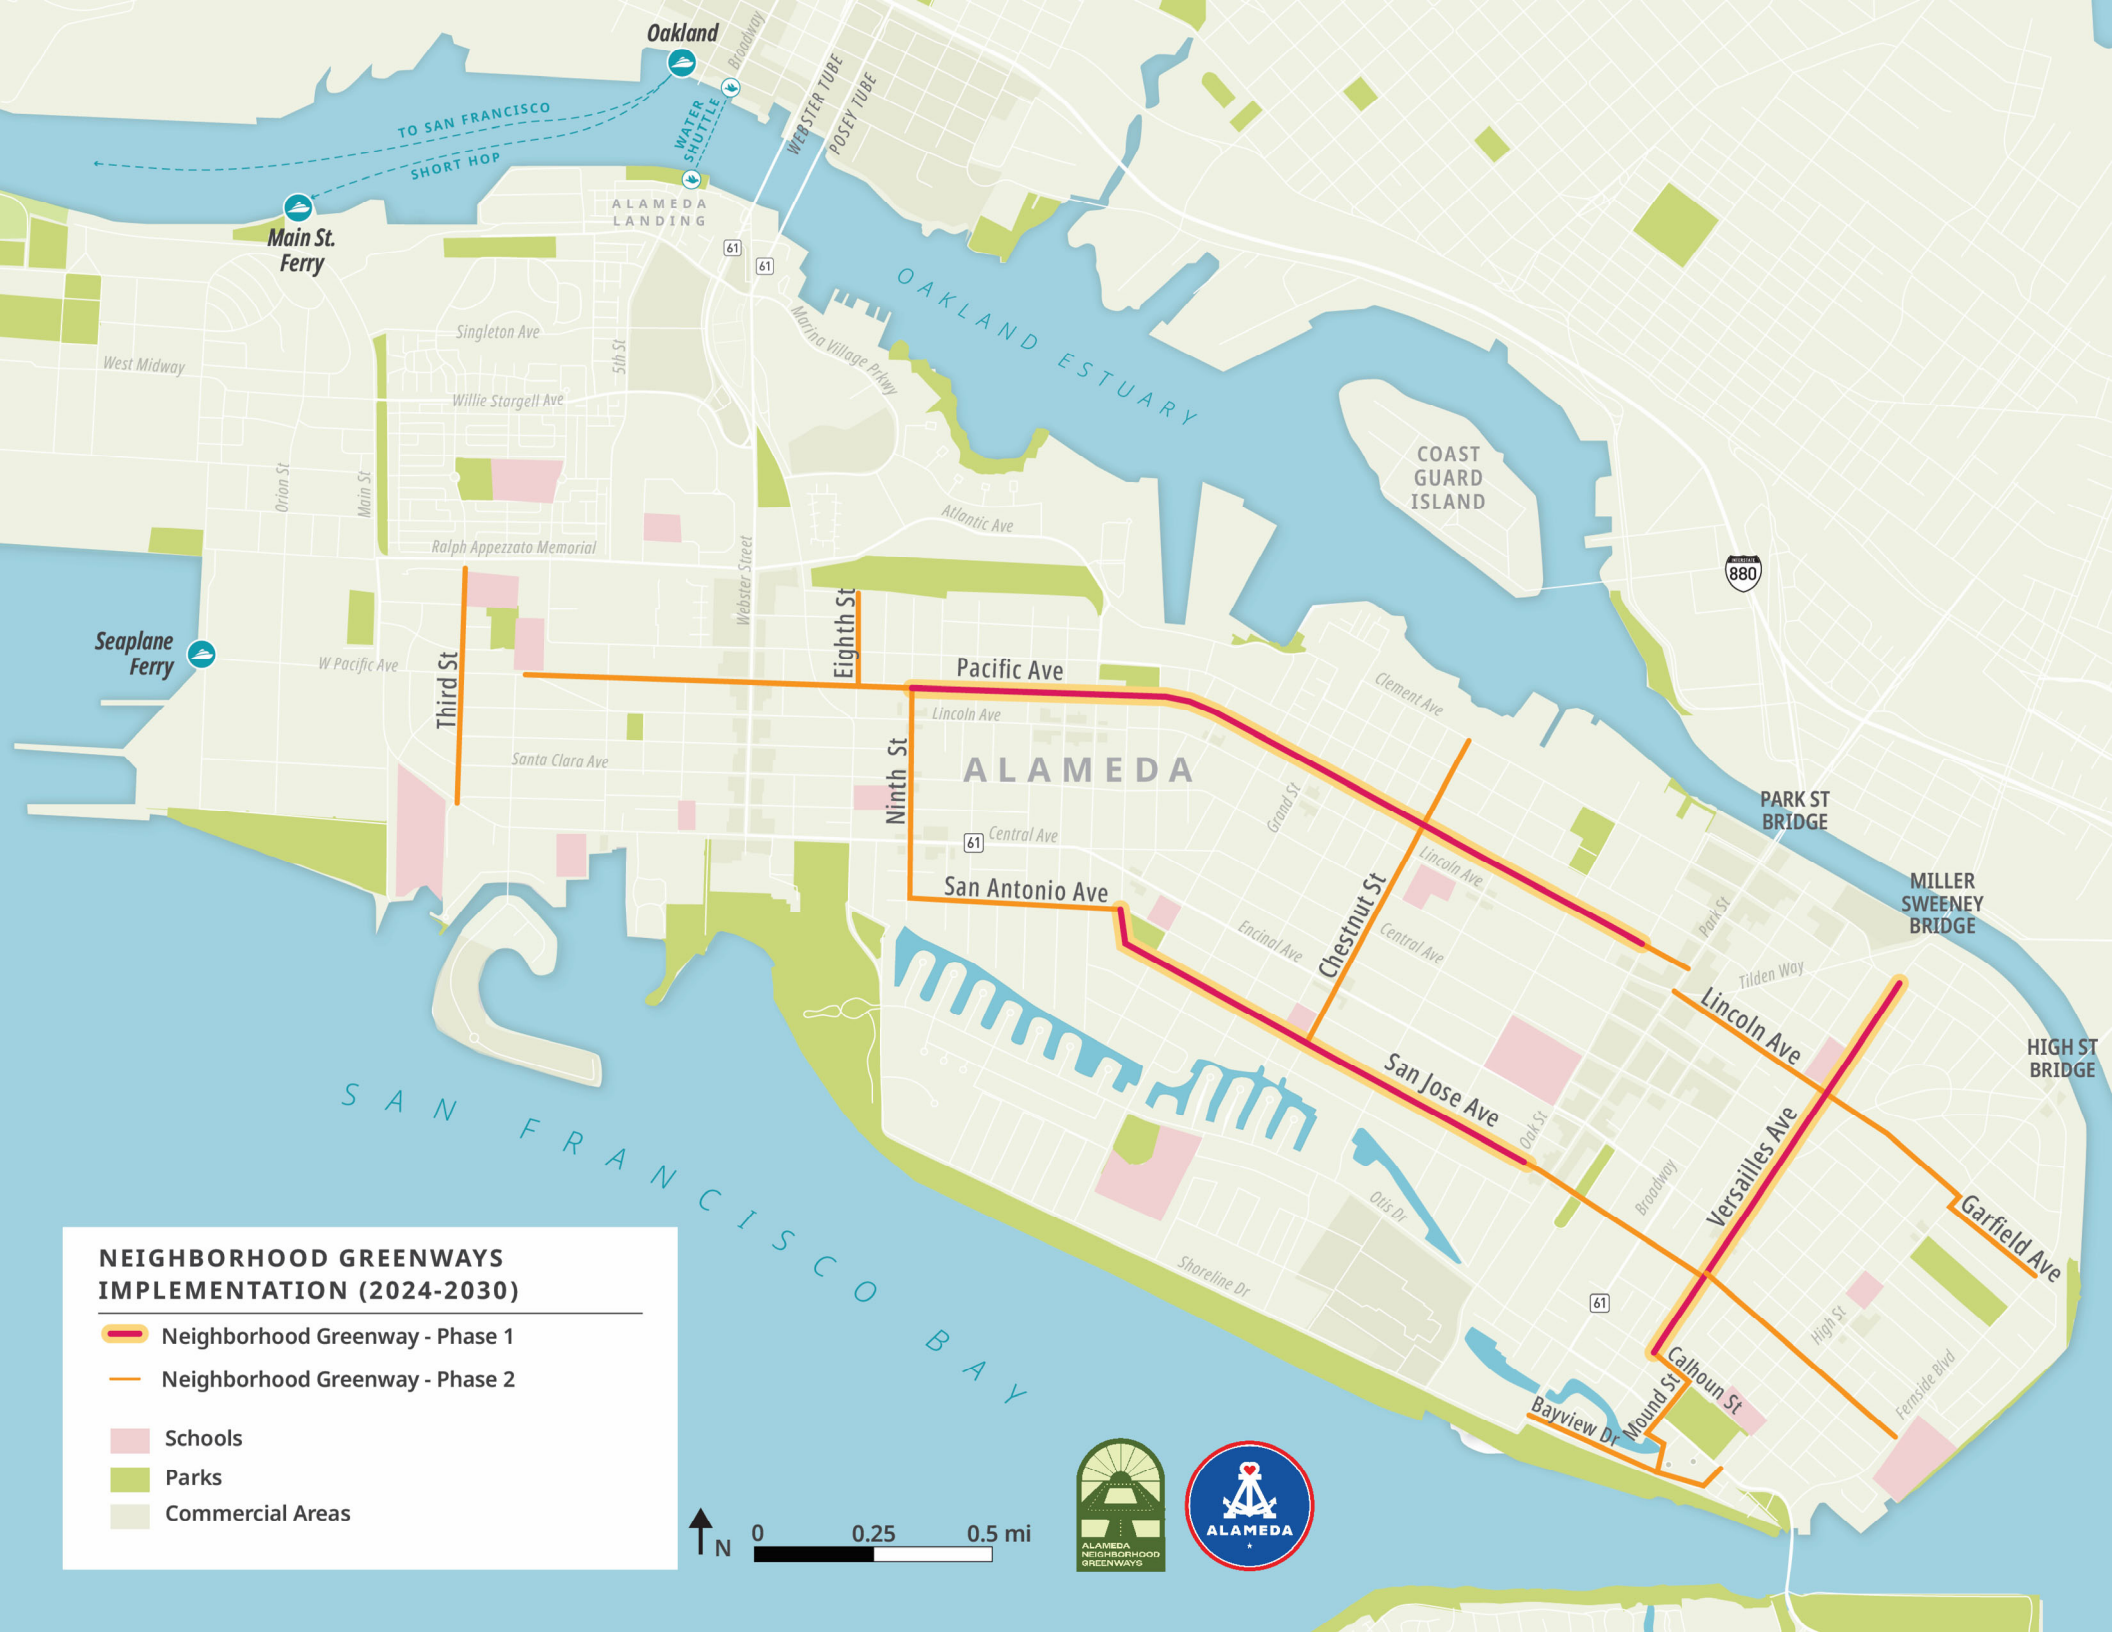 Oakland
Broadway
WEBSTER TUBE
POSEY TUBE
TO SAN FRANCISCO
SHORT HOP
WATER
SHUTTLE
ALAMEDA
LANDING
Main St.
Ferry
61
61
OAKLAND ESTUARY
Marina Village Prkwy
Singleton Ave
5th St
West Midway
Willie Stargell Ave
COAST
GUARD
ISLAND
Orion St
Main St
Atlantic Ave
Ralph Appezzato Memorial
Webster Street
INTERSTATE
880
Seaplane
Ferry
W Pacific Ave
Third St
Eighth St
Pacific Ave
Lincoln Ave
Clement Ave
Santa Clara Ave
Ninth St
ALAMEDA
Grand St
PARK ST
BRIDGE
61
Central Ave
Lincoln Ave
San Antonio Ave
Chestnut St
Encinal Ave
Central Ave
Park St
MILLER
SWEENEY
BRIDGE
Tilden Way
Lincoln Ave
HIGH ST
BRIDGE
San Jose Ave
Oak St
Versailles Ave
Broadway
Otis Dr
Shoreline Dr
Garfield Ave
61
High St
Fernside Blvd
Calhoun St
Mound St
Bayview Dr
SAN FRANCISCO BAY
NEIGHBORHOOD GREENWAYS
IMPLEMENTATION (2024-2030)
Neighborhood Greenway - Phase 1
Neighborhood Greenway - Phase 2
Schools
Parks
Commercial Areas
N
0 0.25 0.5 mi
ALAMEDA
NEIGHBORHOOD
GREENWAYS
ALAMEDA